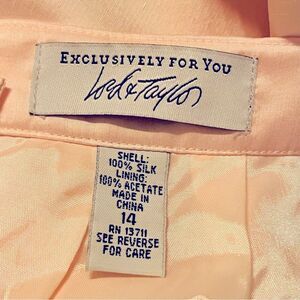 EXCLUSIVELY FOR YOU
Lord & Taylor
SHELL:
100% SILK
LINING:
100% ACETATE
MADE IN
CHINA
14
RN 13711
SEE REVERSE
FOR CARE